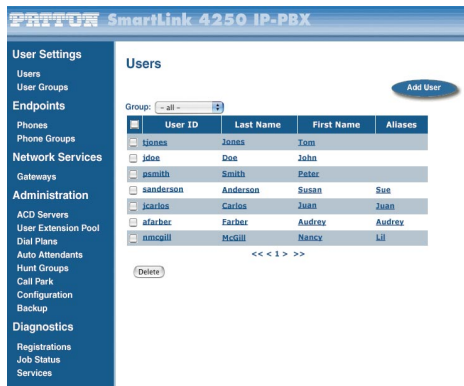 PATTON SmartLink 4250 IP-PBX
User Settings
Users
User Groups
Endpoints
Phones
Phone Groups
Network Services
Gateways
Administration
ACD Servers
User Extension Pool
Dial Plans
Auto Attendants
Hunt Groups
Call Park
Configuration
Backup
Diagnostics
Registrations
Job Status
Services
Users
Add User
Group: - all -
User ID Last Name First Name Aliases
tjones Jones Tom
jdoe Doe John
psmith Smith Peter
sanderson Anderson Susan Sue
jcarlos Carlos Juan Juan
afarber Farber Audrey Audrey
nmcgill McGill Nancy Lil
<< < 1 > >>
Delete